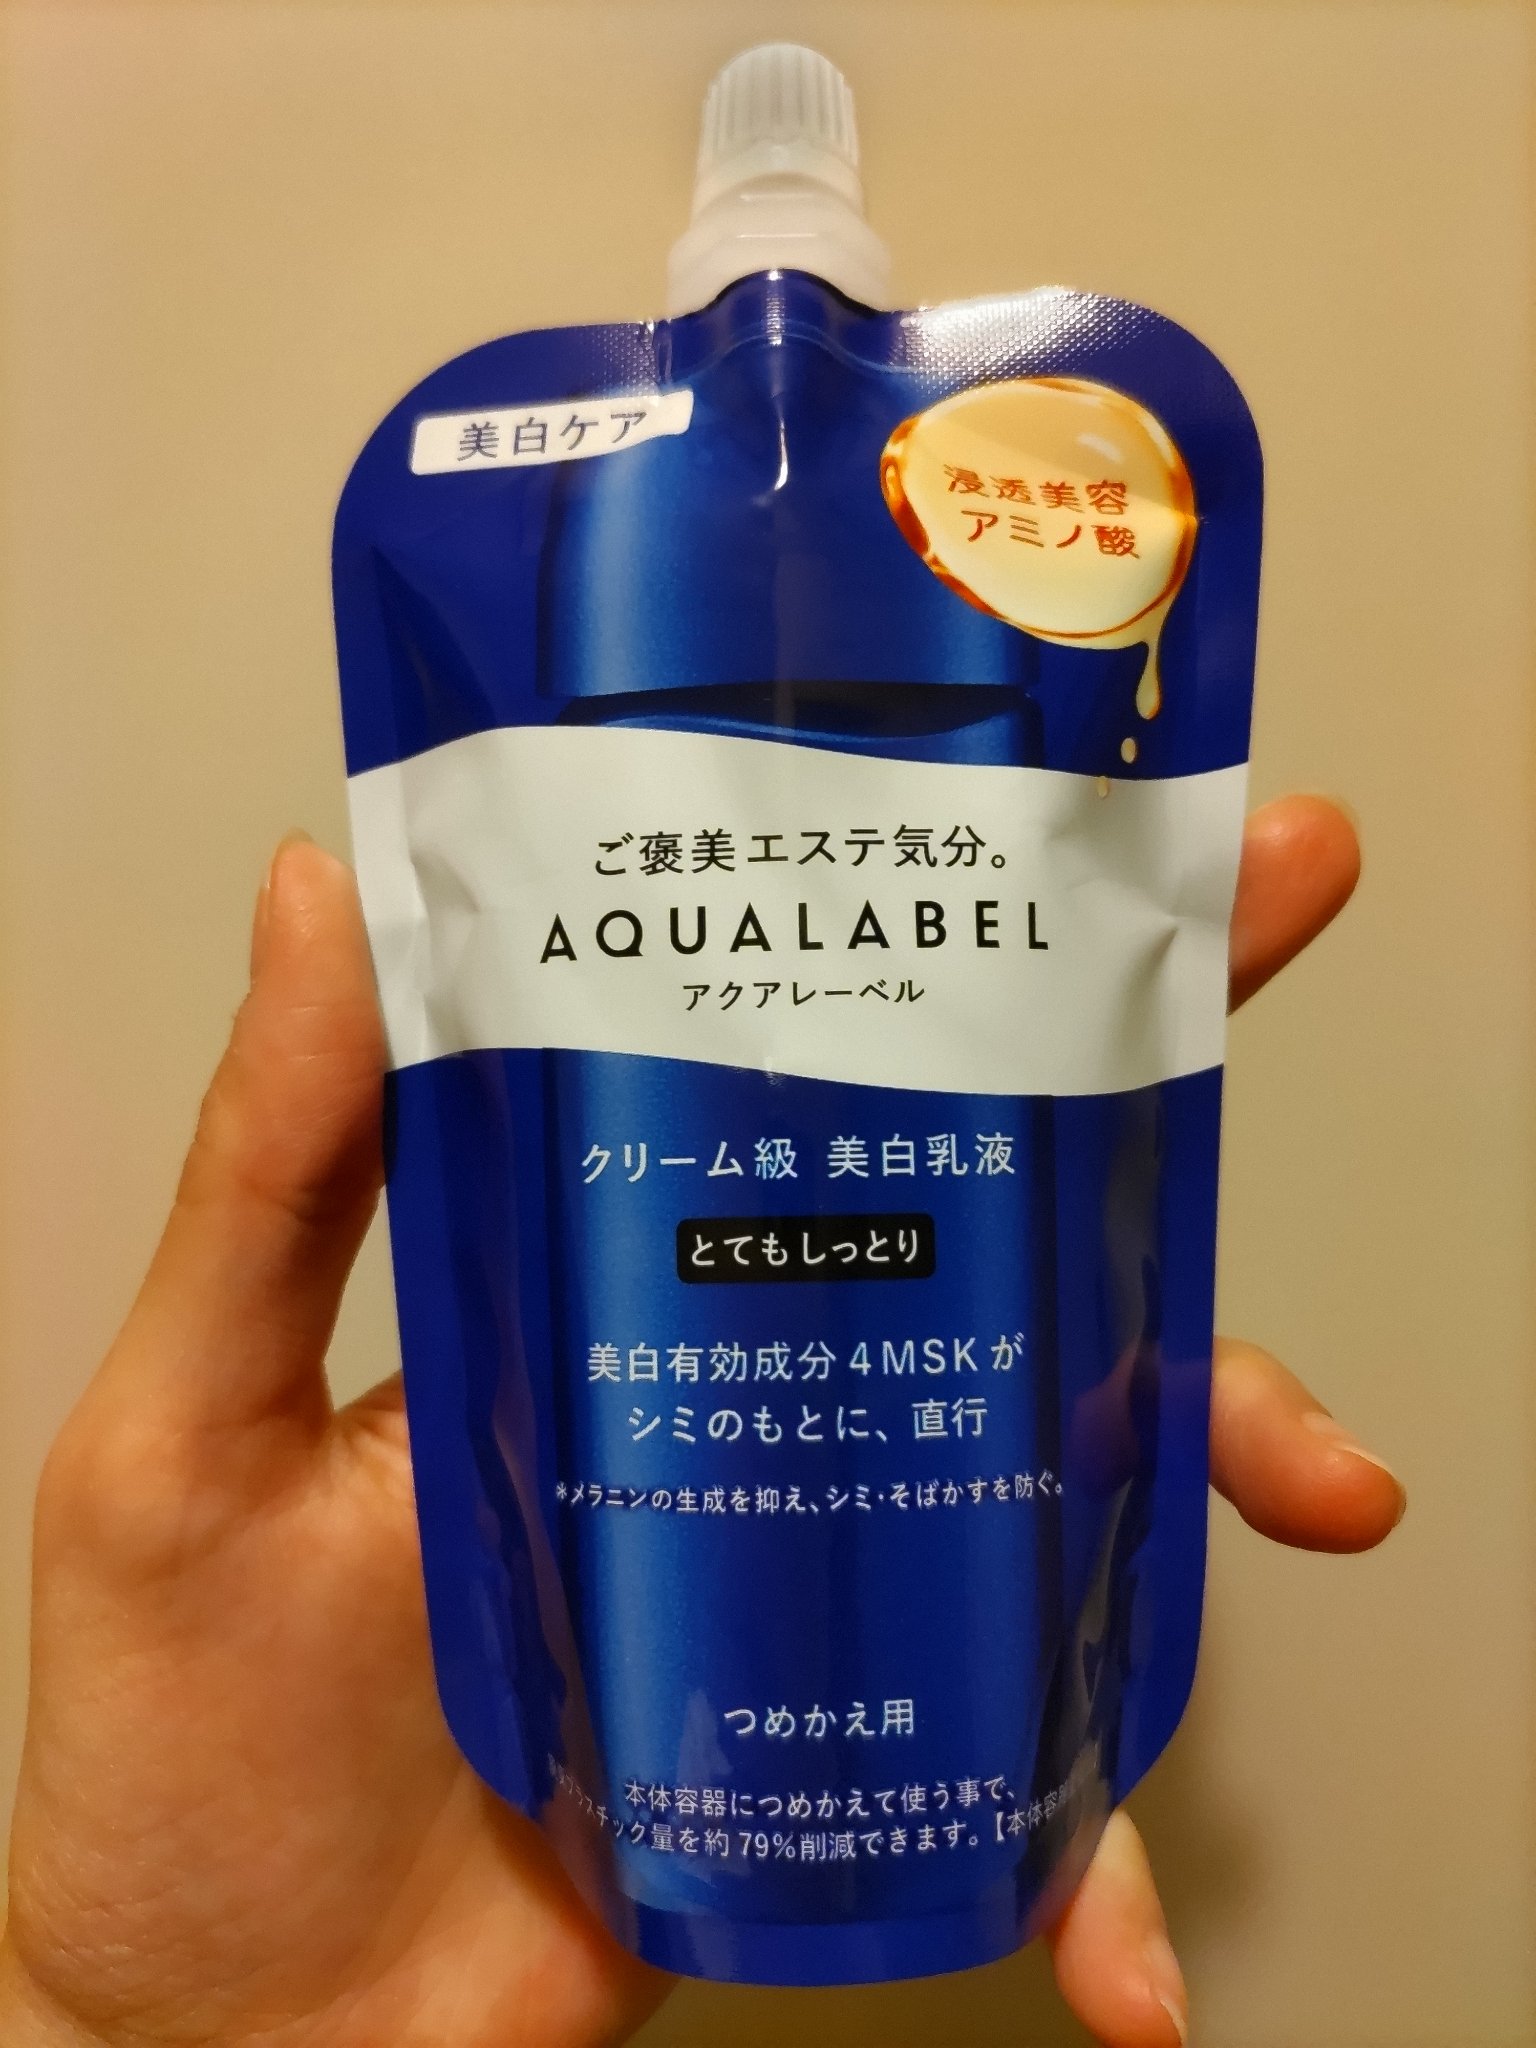 美白ケア
浸透美容
アミノ酸
ご褒美エステ気分。
AQUALABEL
アクアレーベル
クリーム級 美白乳液
とてもしっとり
美白有効成分4MSKが
シミのもとに、直行
*メラニンの生成を抑え、シミ・そばかすを防ぐ。
つめかえ用
本体容器につめかえて使う事で、
プラスチック量を約79%削減できます。【本体容